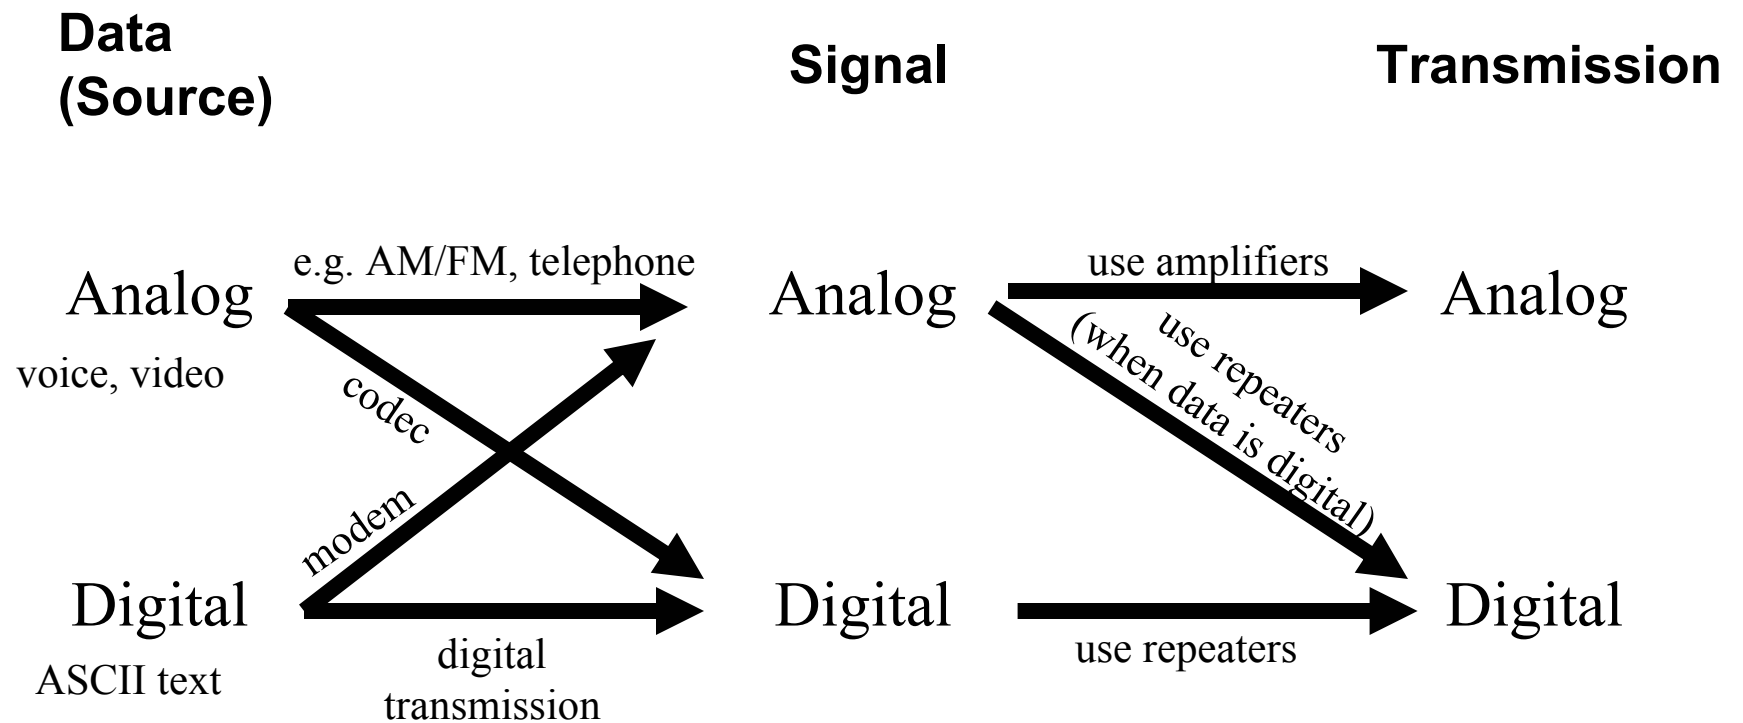 Data
(Source)
Signal
Transmission
e.g. AM/FM, telephone
use amplifiers
Analog
Analog
Analog
voice, video
codec
use repeaters
(when data is digital)
modem
Digital
Digital
Digital
ASCII text
digital
transmission
use repeaters